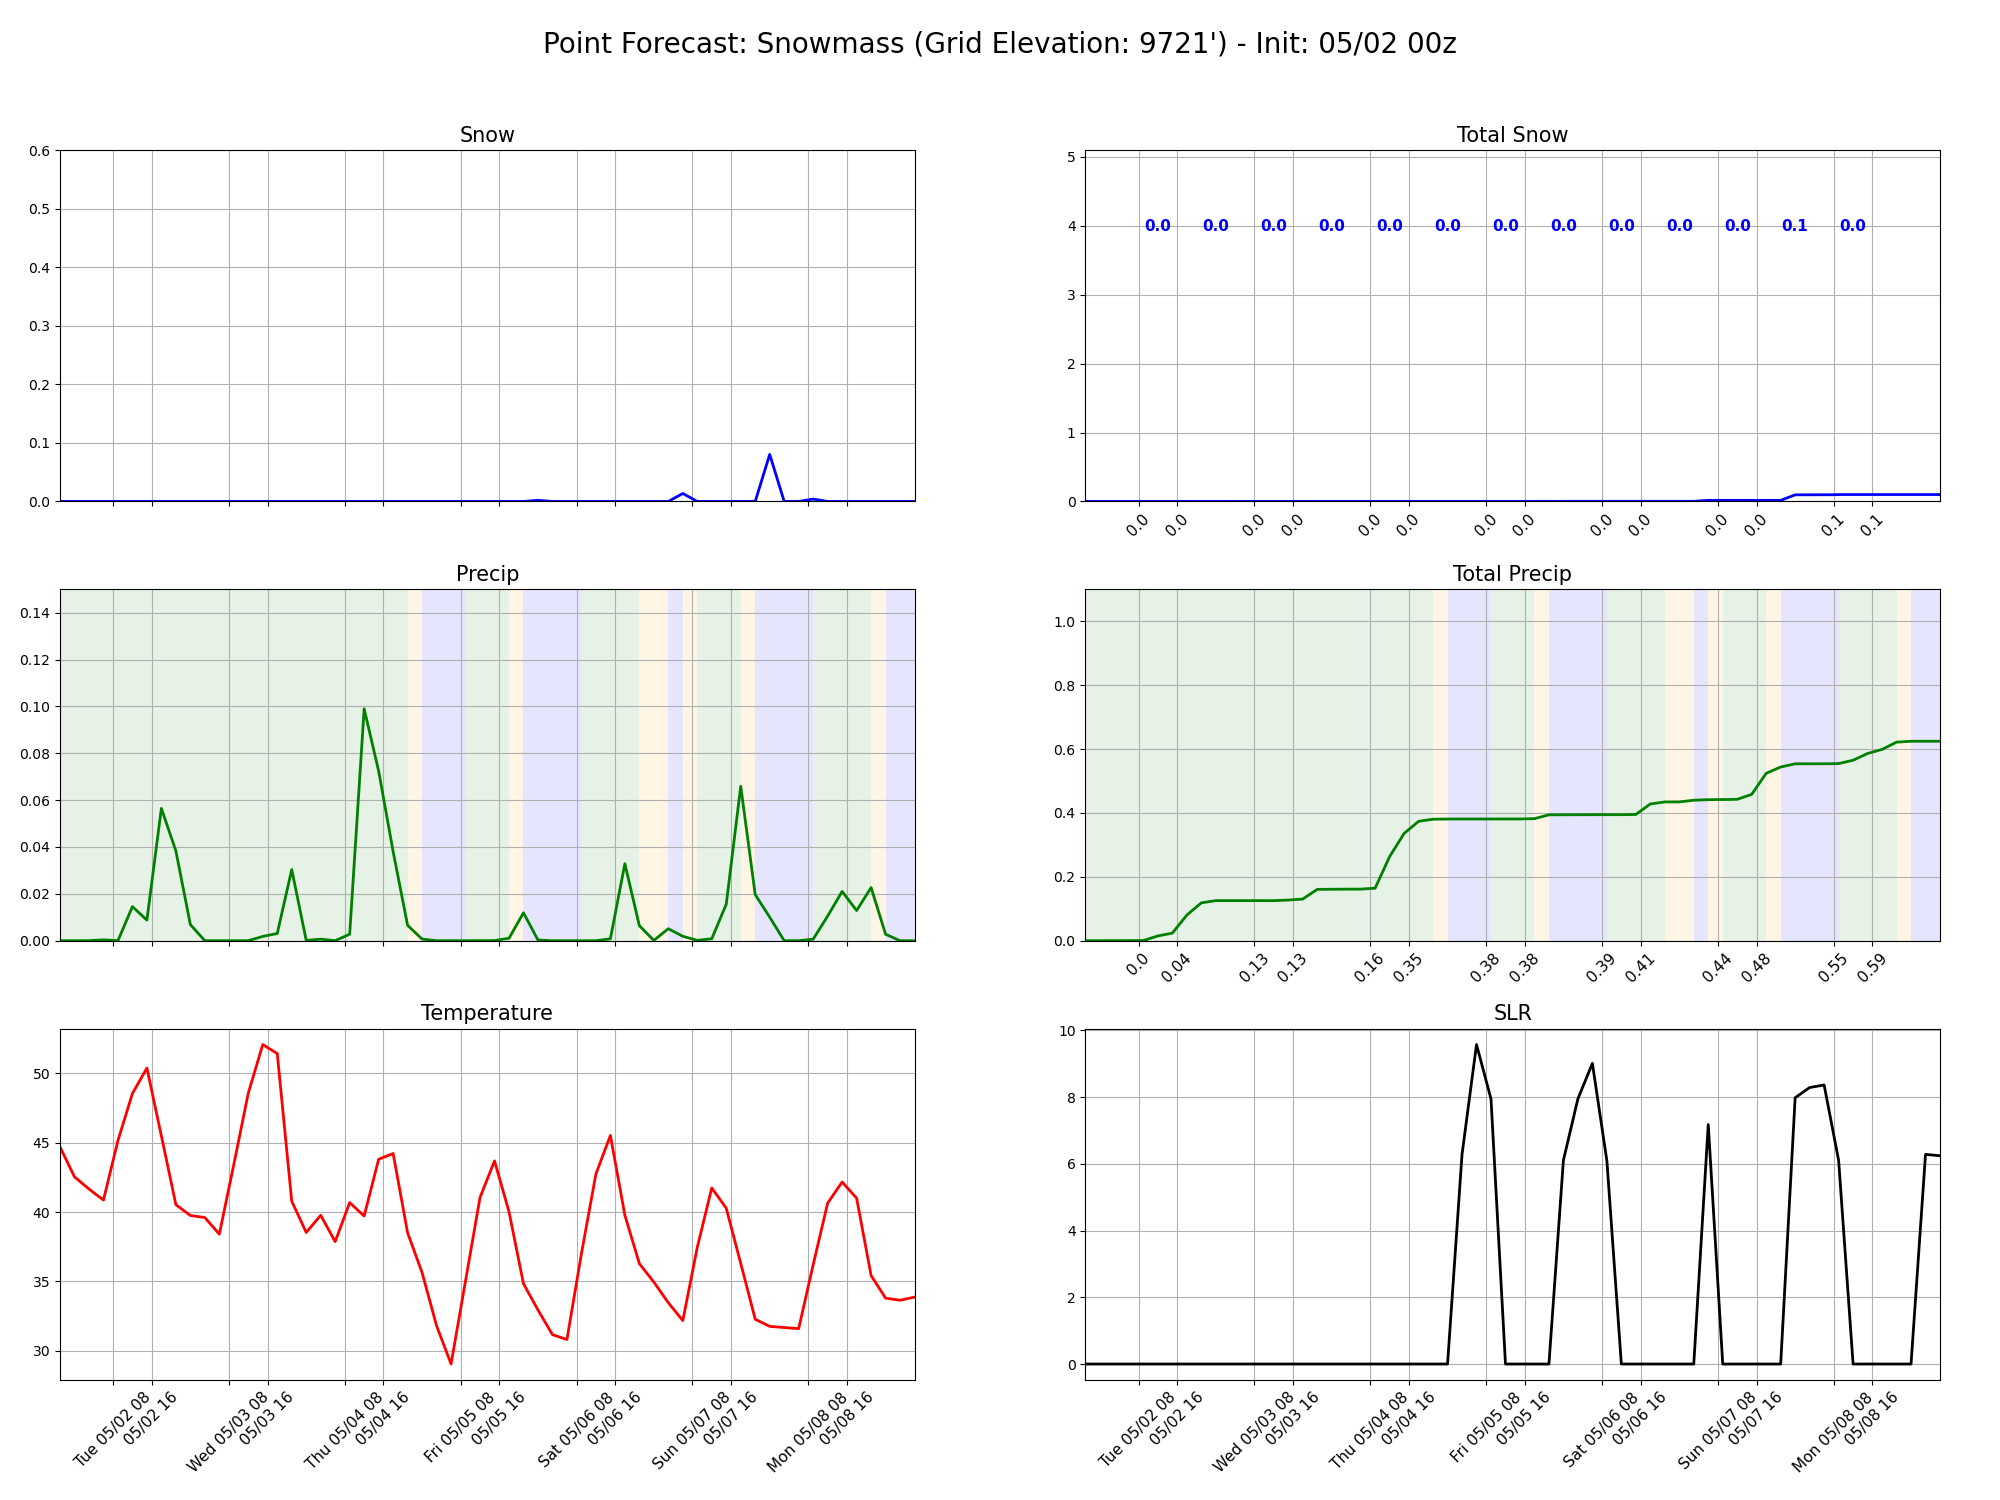 Point Forecast: Snowmass (Grid Elevation: 9721') - Init: 05/02 00z
Snow
0.6
0.5
0.4
0.3
0.2
0.1
0.0
Total Snow
5
4
3
2
1
0
0.0 0.0 0.0 0.0 0.0 0.0 0.0 0.0 0.0 0.0 0.0 0.1 0.0
0.0 0.0 0.0 0.0 0.0 0.0 0.0 0.0 0.0 0.0 0.0 0.0 0.1 0.1
Precip
0.14
0.12
0.10
0.08
0.06
0.04
0.02
0.00
Total Precip
1.0
0.8
0.6
0.4
0.2
0.0
0.0 0.04 0.13 0.13 0.16 0.35 0.38 0.38 0.39 0.41 0.44 0.48 0.55 0.59
Temperature
50
45
40
35
30
Tue 05/02 08
05/02 16
Wed 05/03 08
05/03 16
Thu 05/04 08
05/04 16
Fri 05/05 08
05/05 16
Sat 05/06 08
05/06 16
Sun 05/07 08
05/07 16
Mon 05/08 08
05/08 16
SLR
10
8
6
4
2
0
Tue 05/02 08
05/02 16
Wed 05/03 08
05/03 16
Thu 05/04 08
05/04 16
Fri 05/05 08
05/05 16
Sat 05/06 08
05/06 16
Sun 05/07 08
05/07 16
Mon 05/08 08
05/08 16